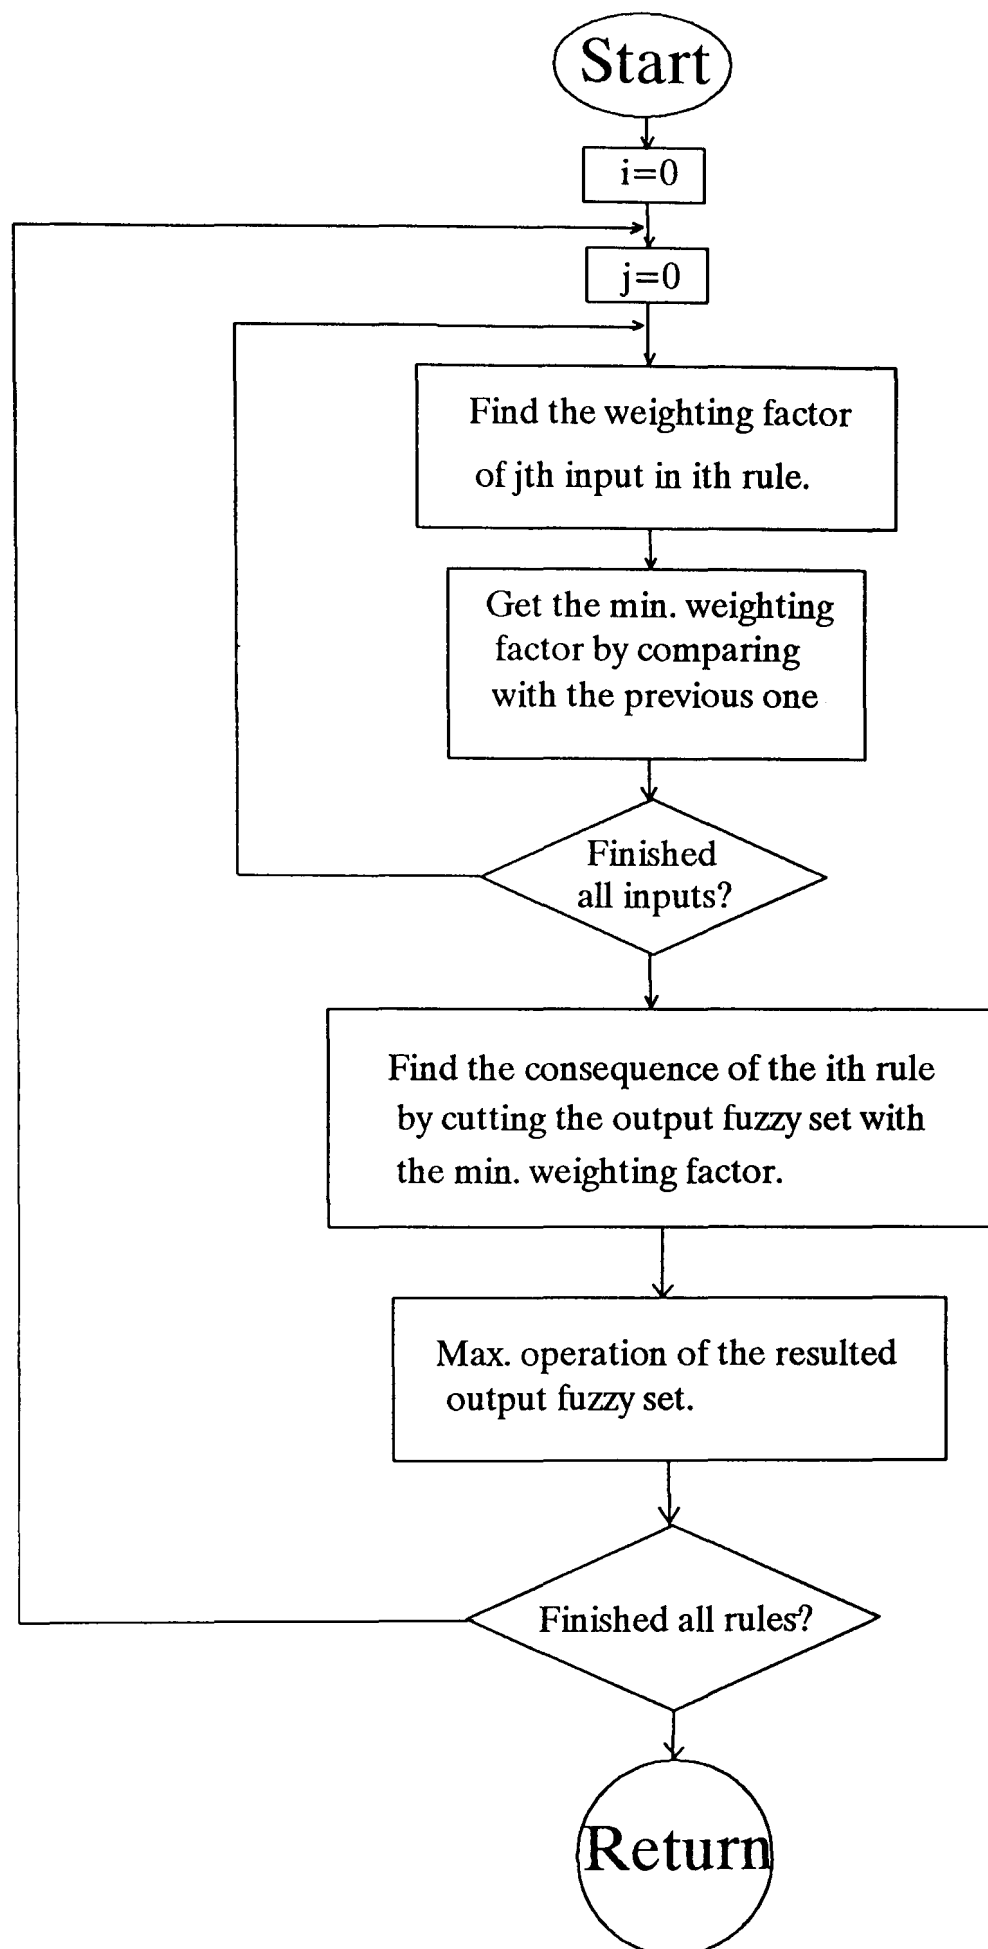 Start
i=0
j=0
Find the weighting factor
of jth input in ith rule.
Get the min. weighting
factor by comparing
with the previous one
Finished
all inputs?
Find the consequence of the ith rule
by cutting the output fuzzy set with
the min. weighting factor.
Max. operation of the resulted
output fuzzy set.
Finished all rules?
Return